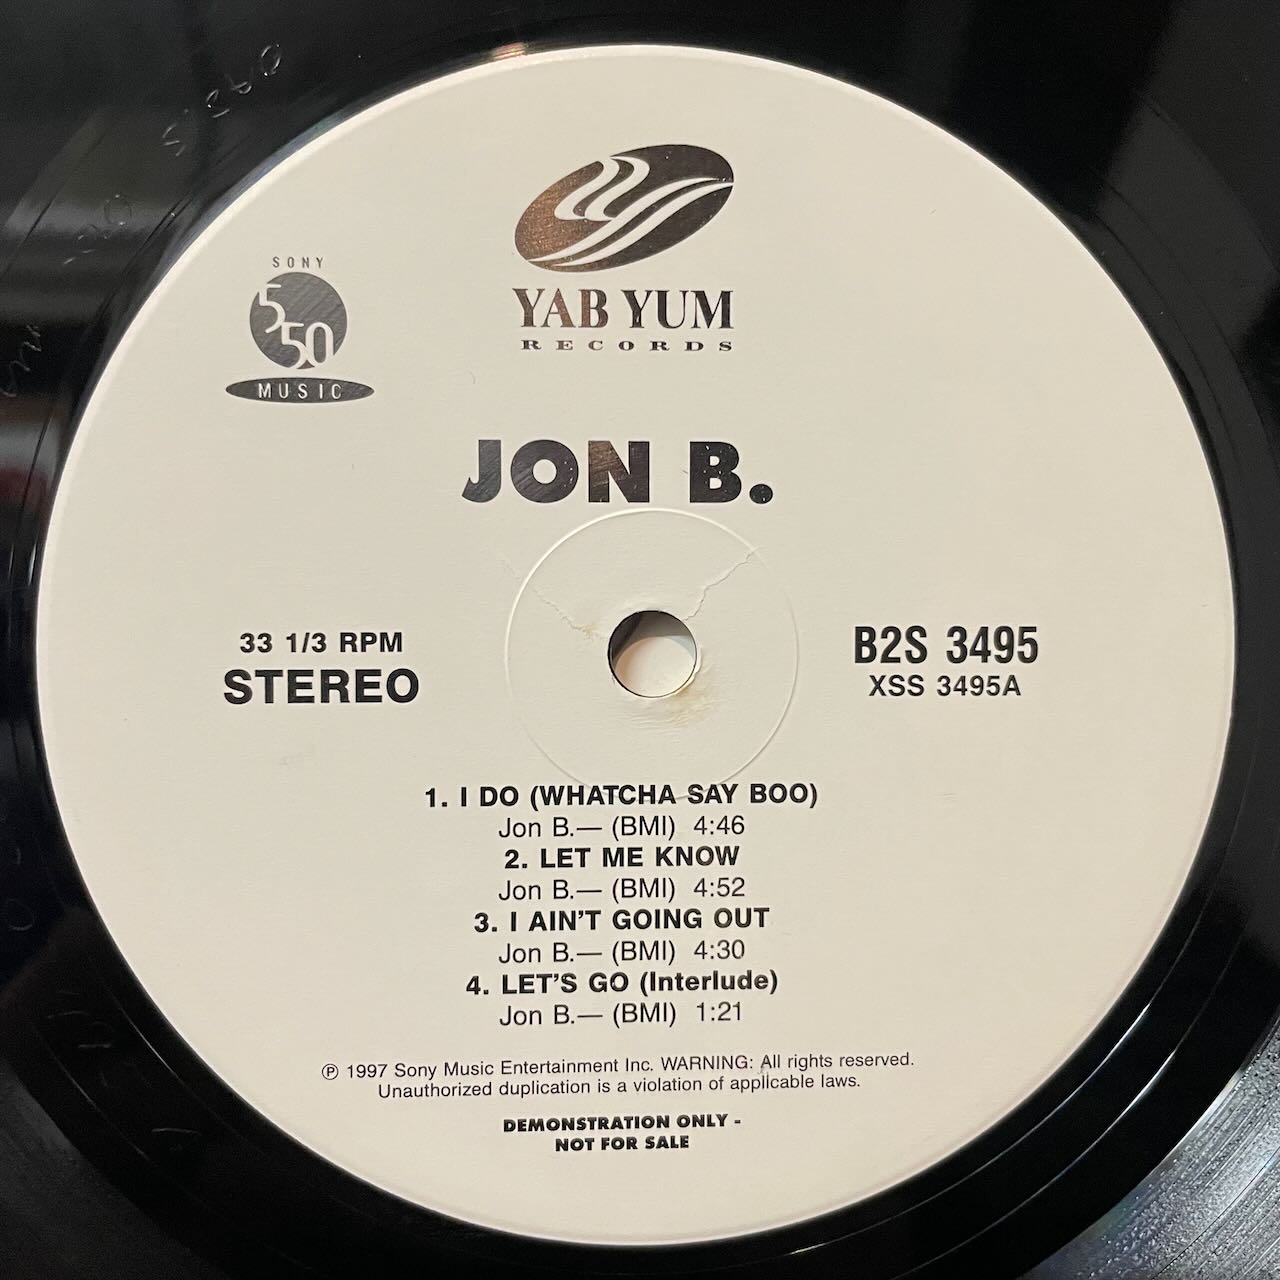 YAB YUM
RECORDS
SONY
550
MUSIC
JON B.
33 1/3 RPM
STEREO
B2S 3495
XSS 3495A
1. I DO (WHATCHA SAY BOO)
Jon B.— (BMI) 4:46
2. LET ME KNOW
Jon B.— (BMI) 4:52
3. I AIN'T GOING OUT
Jon B.— (BMI) 4:30
4. LET'S GO (Interlude)
Jon B.— (BMI) 1:21
℗ 1997 Sony Music Entertainment Inc. WARNING: All rights reserved.
Unauthorized duplication is a violation of applicable laws.
DEMONSTRATION ONLY -
NOT FOR SALE